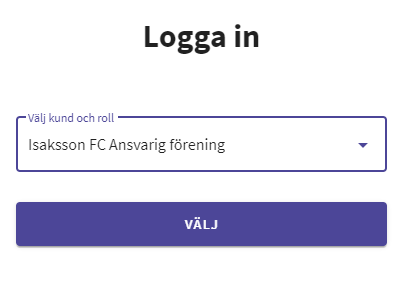 Logga in
Välj kund och roll
Isaksson FC Ansvarig förening
VÄLJ